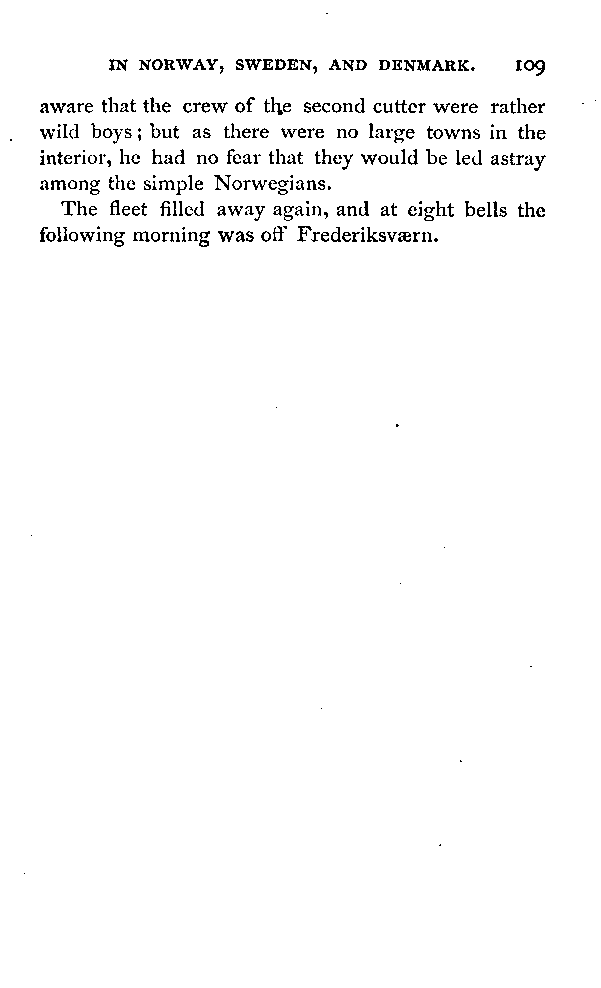 IN NORWAY, SWEDEN, AND DENMARK. 109
aware that the crew of the second cutter were rather
wild boys; but as there were no large towns in the
interior, he had no fear that they would be led astray
among the simple Norwegians.
The fleet filled away again, and at eight bells the
following morning was off Frederiksværn.